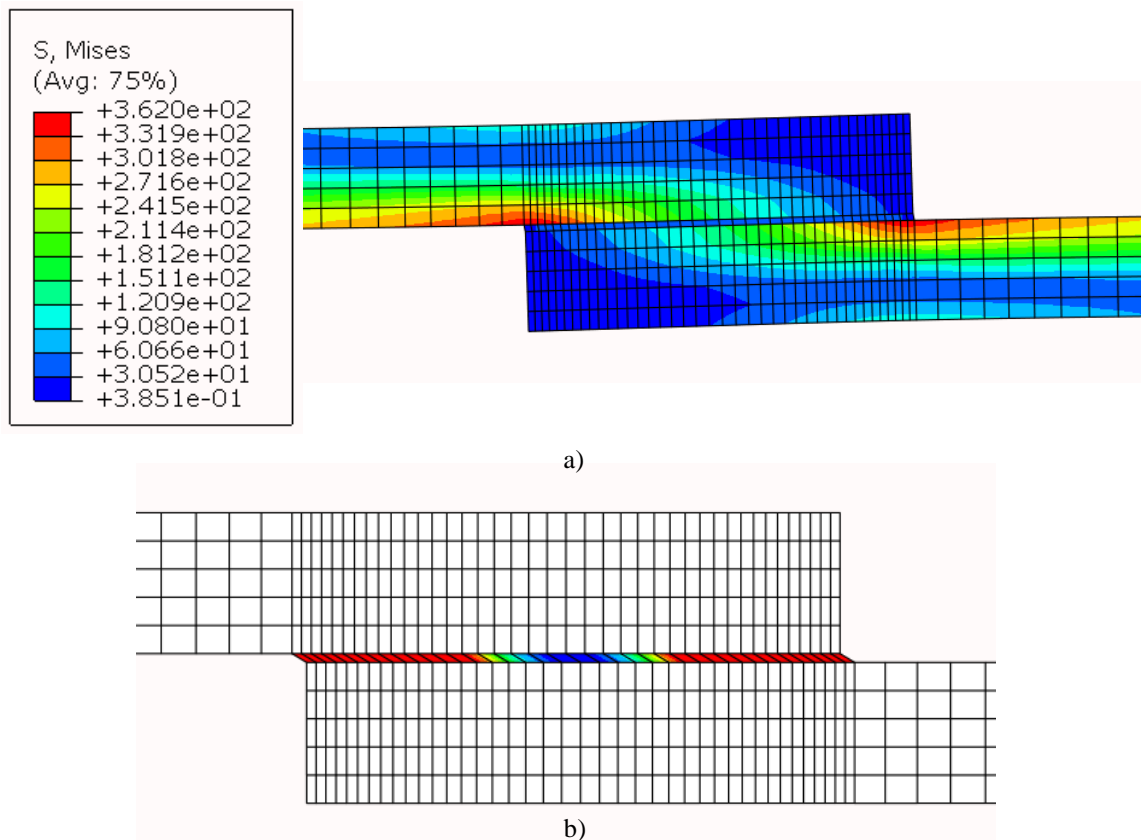 S, Mises
(Avg: 75%)
+3.620e+02
+3.319e+02
+3.018e+02
+2.716e+02
+2.415e+02
+2.114e+02
+1.812e+02
+1.511e+02
+1.209e+02
+9.080e+01
+6.066e+01
+3.052e+01
+3.851e-01
a)
b)